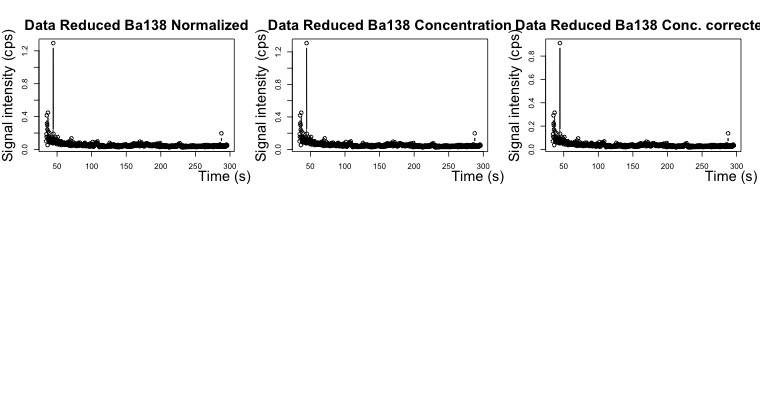 Data Reduced Ba138 Normalized
Signal intensity (cps)
0.0 0.4 0.8 1.2
50 100 150 200 250 300
Time (s)
Data Reduced Ba138 Concentration
Signal intensity (cps)
0.0 0.4 0.8 1.2
50 100 150 200 250 300
Time (s)
Data Reduced Ba138 Conc. correcte
Signal intensity (cps)
0.0 0.2 0.4 0.6 0.8
50 100 150 200 250 300
Time (s)